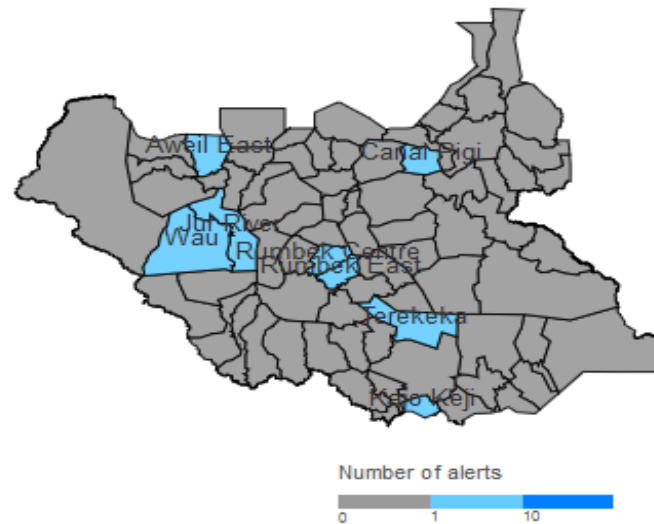 Aweil East
Canal Pigi
Jur River
Wau
Rumbek Centre
Rumbek East
Terekeka
Kajo Keji
Number of alerts
0 1 10